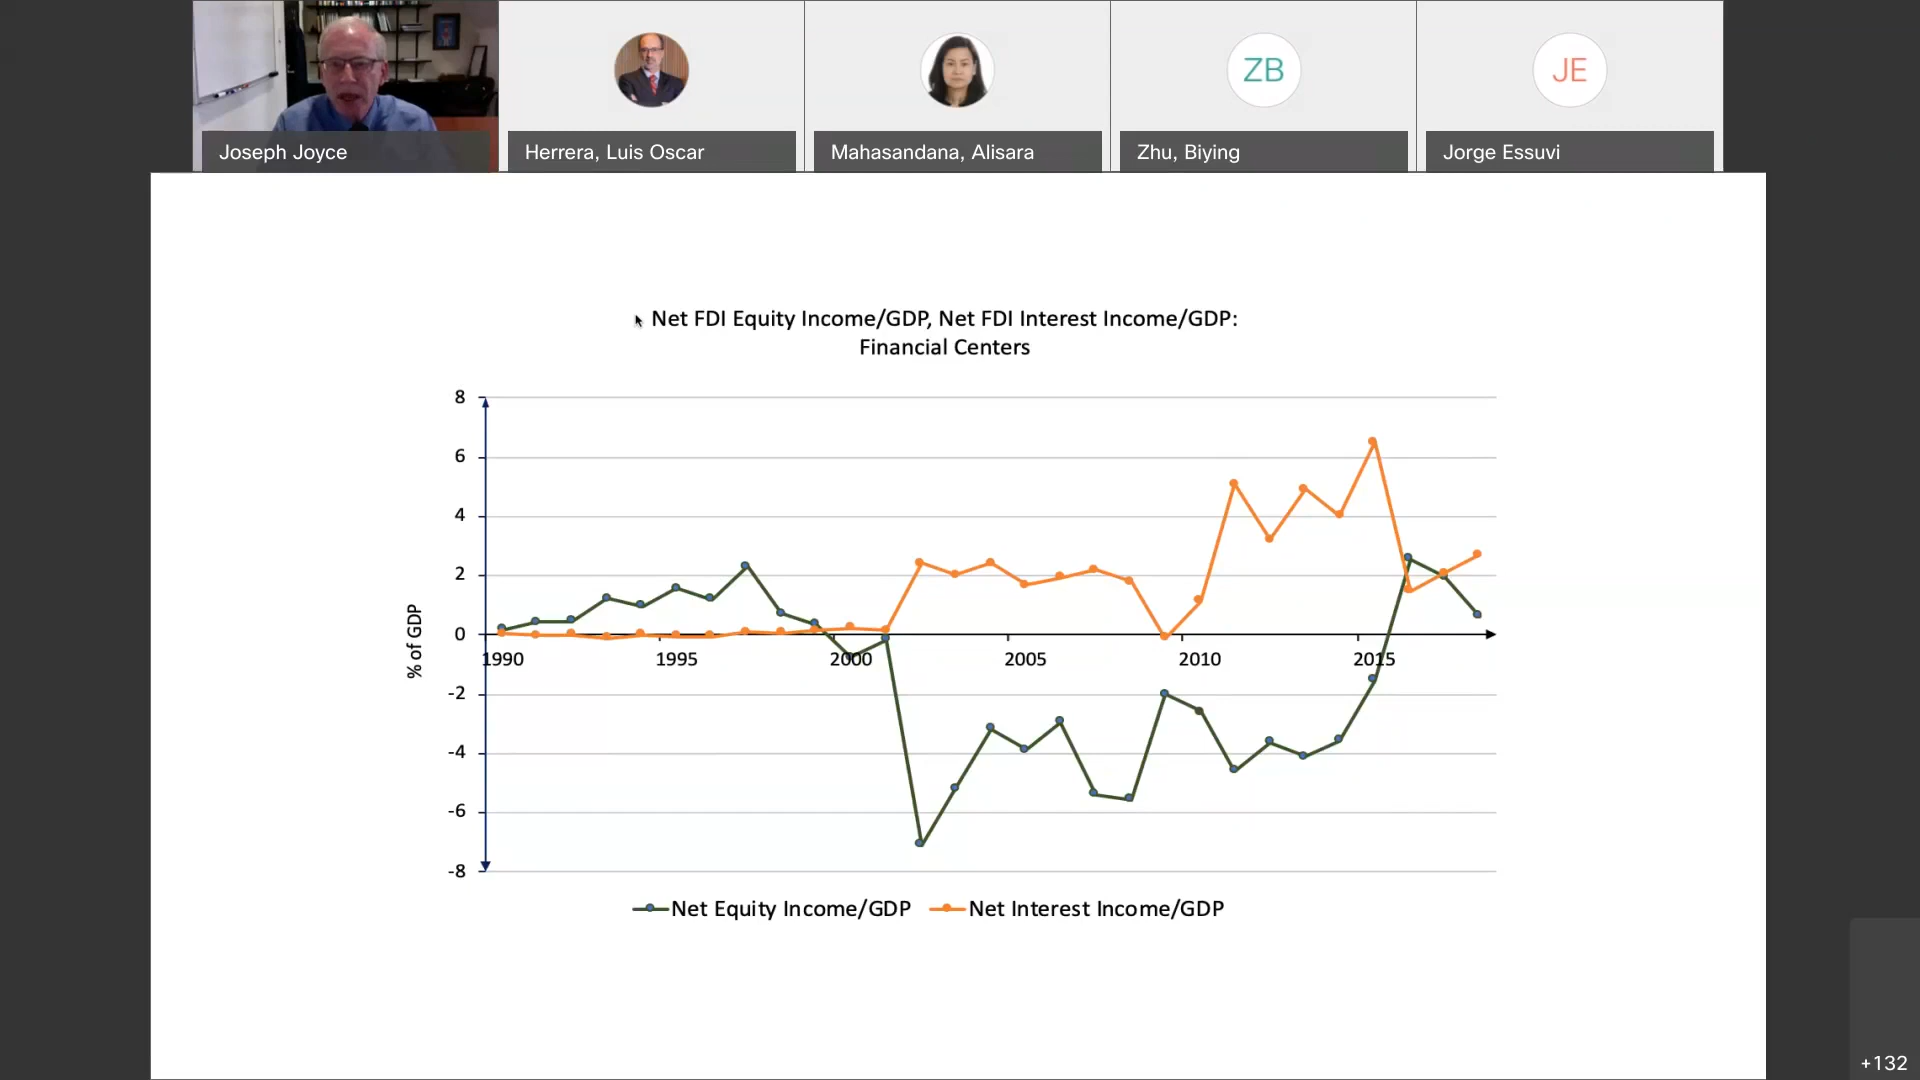 Joseph Joyce
Herrera, Luis Oscar
Mahasandana, Alisara
ZB
Zhu, Biying
JE
Jorge Essuvi
Net FDI Equity Income/GDP, Net FDI Interest Income/GDP:
Financial Centers
% of GDP
8
6
4
2
0
-2
-4
-6
-8
1990 1995 2000 2005 2010 2015
Net Equity Income/GDP Net Interest Income/GDP
+132